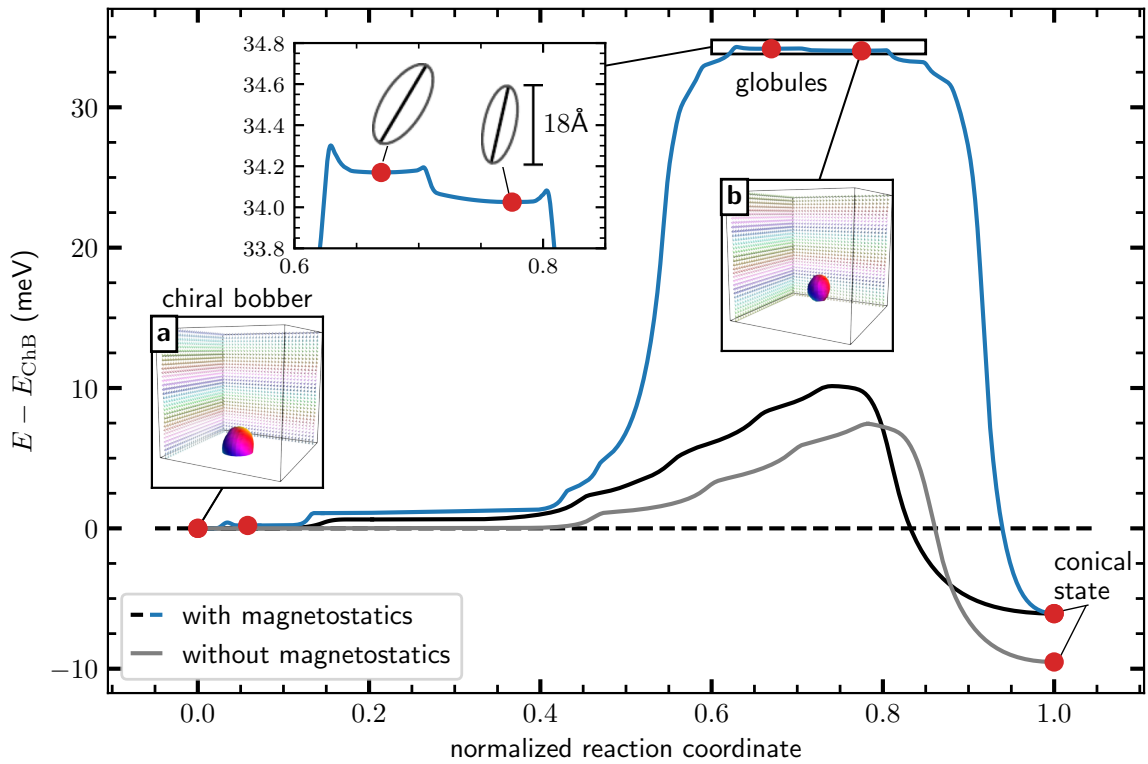 34.8
34.6
34.4
34.2
34.0
33.8
0.6
0.8
18Å
globules
b
chiral bobber
a
30
20
10
0
−10
E − E_ChB (meV)
conical
state
with magnetostatics
without magnetostatics
0.0
0.2
0.4
0.6
0.8
1.0
normalized reaction coordinate